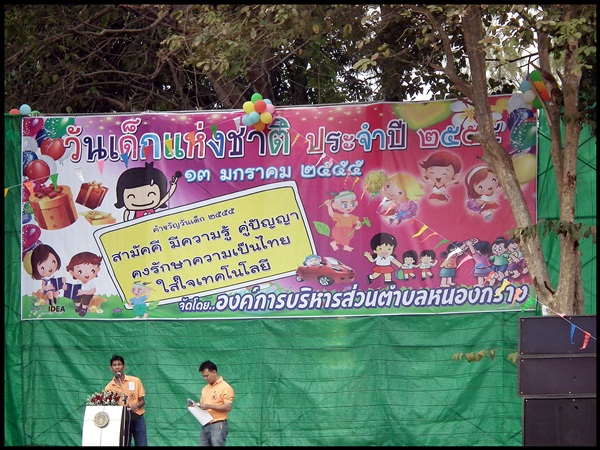 วันเด็กแห่งชาติ ประจำปี ๒๕๕๕
๑๓ มกราคม ๒๕๕๕
คำขวัญวันเด็ก ๒๕๕๕
สามัคคี มีความรู้ คู่ปัญญา
คงรักษาความเป็นไทย
ใส่ใจเทคโนโลยี
จัดโดย..องค์การบริหารส่วนตำบลหนองกร่าง
IDEA